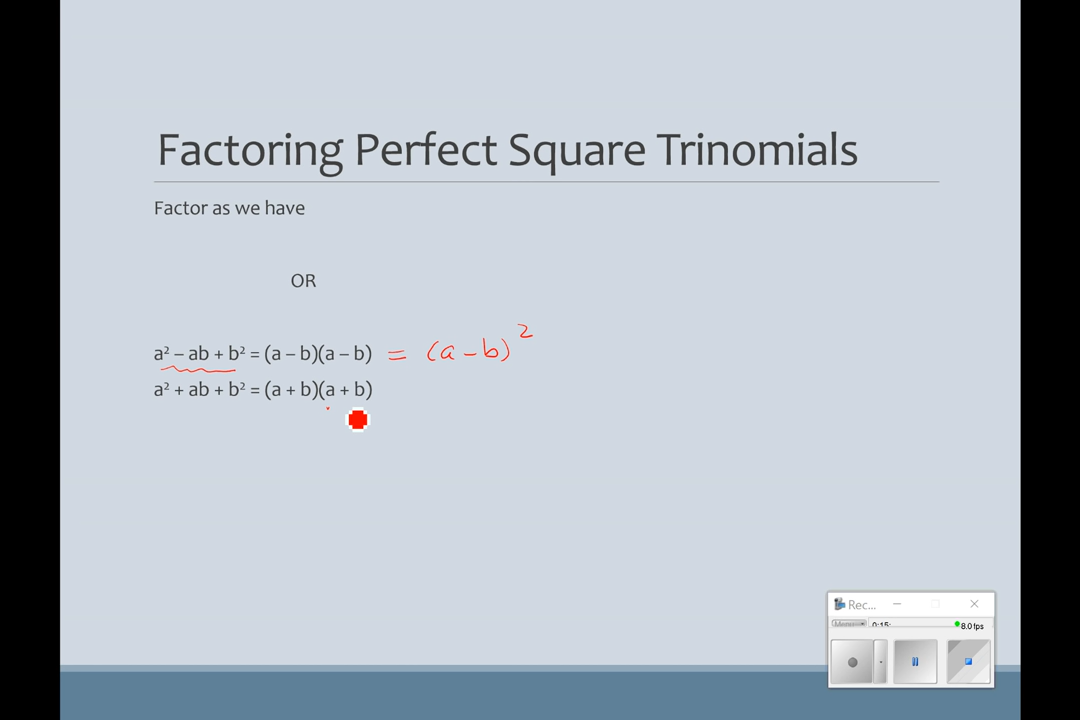 Factoring Perfect Square Trinomials
Factor as we have
OR
a² – ab + b² = (a – b)(a – b) = (a – b)²
a² + ab + b² = (a + b)(a + b)
Rec...
8.0 fps